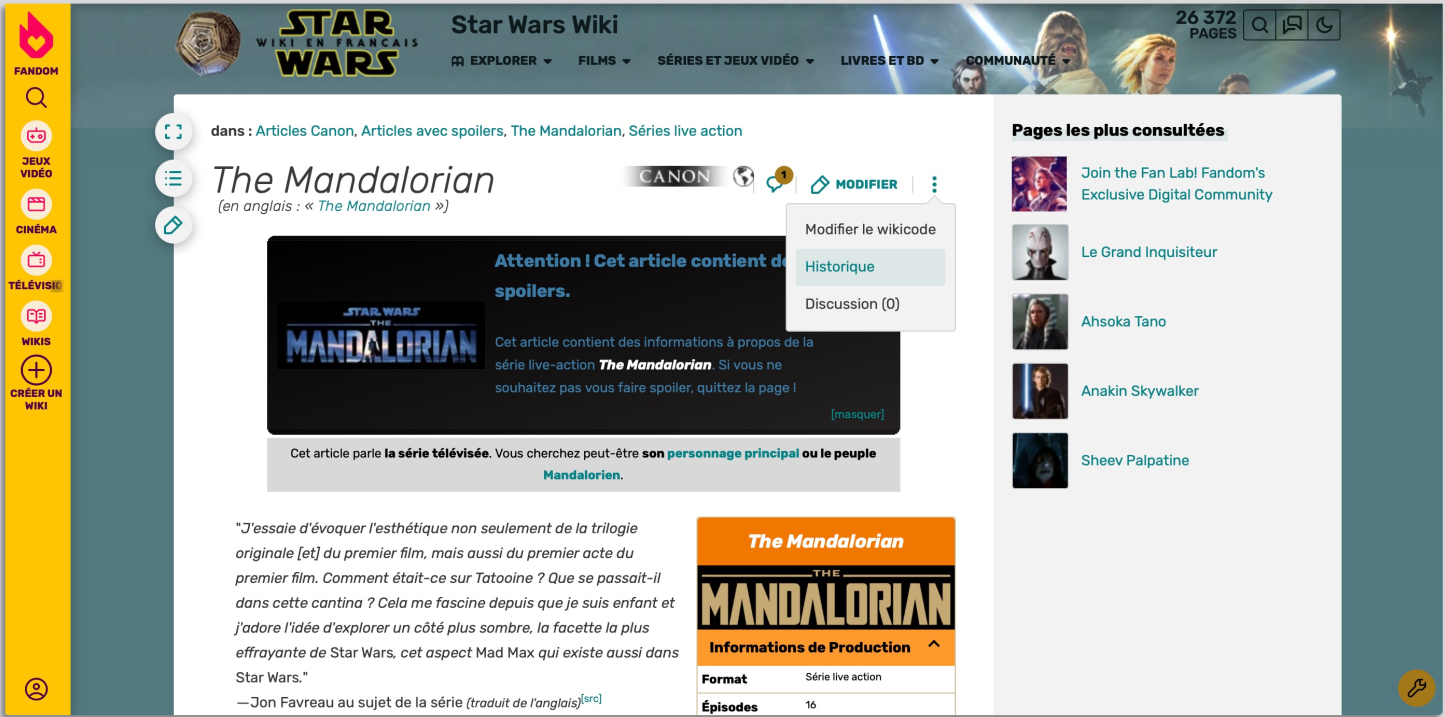 FANDOM
JEUX
VIDÉO
CINÉMA
TÉLÉVISIO
WIKIS
CRÉER UN
WIKI
STAR
WIKI EN FRANÇAIS
WARS
Star Wars Wiki
26 372
PAGES
EXPLORER
FILMS
SÉRIES ET JEUX VIDÉO
LIVRES ET BD
COMMUNAUTÉ
dans : Articles Canon, Articles avec spoilers, The Mandalorian, Séries live action
The Mandalorian
CANON
1
MODIFIER
(en anglais : « The Mandalorian »)
Modifier le wikicode
Historique
Discussion (0)
Attention ! Cet article contient de
spoilers.
STAR WARS
THE
MANDALORIAN
Cet article contient des informations à propos de la
série live-action The Mandalorian. Si vous ne
souhaitez pas vous faire spoiler, quittez la page !
[masquer]
Cet article parle la série télévisée. Vous cherchez peut-être son personnage principal ou le peuple
Mandalorien.
"J'essaie d'évoquer l'esthétique non seulement de la trilogie
originale [et] du premier film, mais aussi du premier acte du
premier film. Comment était-ce sur Tatooine ? Que se passait-il
dans cette cantina ? Cela me fascine depuis que je suis enfant et
j'adore l'idée d'explorer un côté plus sombre, la facette la plus
effrayante de Star Wars, cet aspect Mad Max qui existe aussi dans
Star Wars."
—Jon Favreau au sujet de la série (traduit de l'anglais)[src]
The Mandalorian
THE
MANDALORIAN
Informations de Production
Format
Série live action
Épisodes
16
Pages les plus consultées
Join the Fan Lab! Fandom's
Exclusive Digital Community
Le Grand Inquisiteur
Ahsoka Tano
Anakin Skywalker
Sheev Palpatine